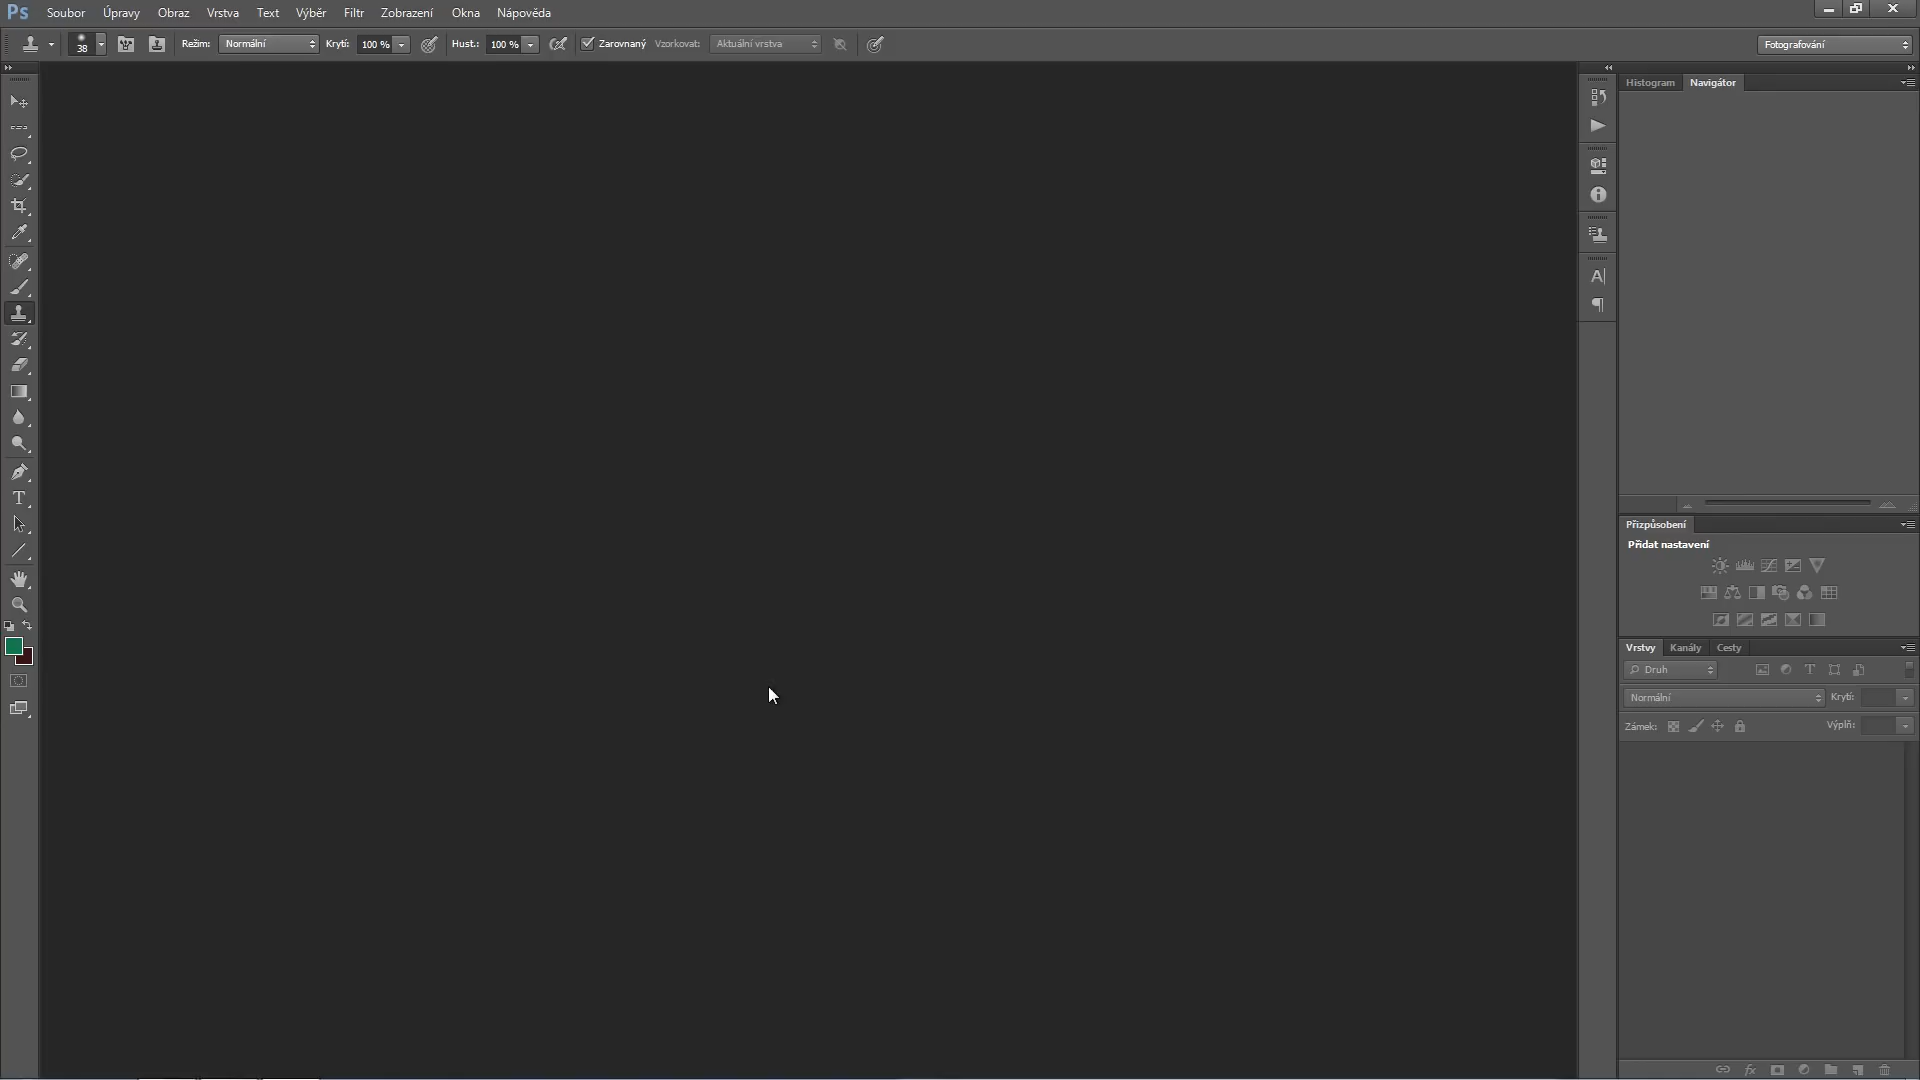 Ps Soubor Úpravy Obraz Vrstva Text Výběr Filtr Zobrazení Okna Nápověda
38 Režim: Normální Krytí: 100 % Hust.: 100 % Zarovnaný Vzorkovat: Aktuální vrstva Fotografování
Histogram Navigátor
Přizpůsobení
Přidat nastavení
Vrstvy Kanály Cesty
Druh
Normální Krytí:
Zámek: Výplň: